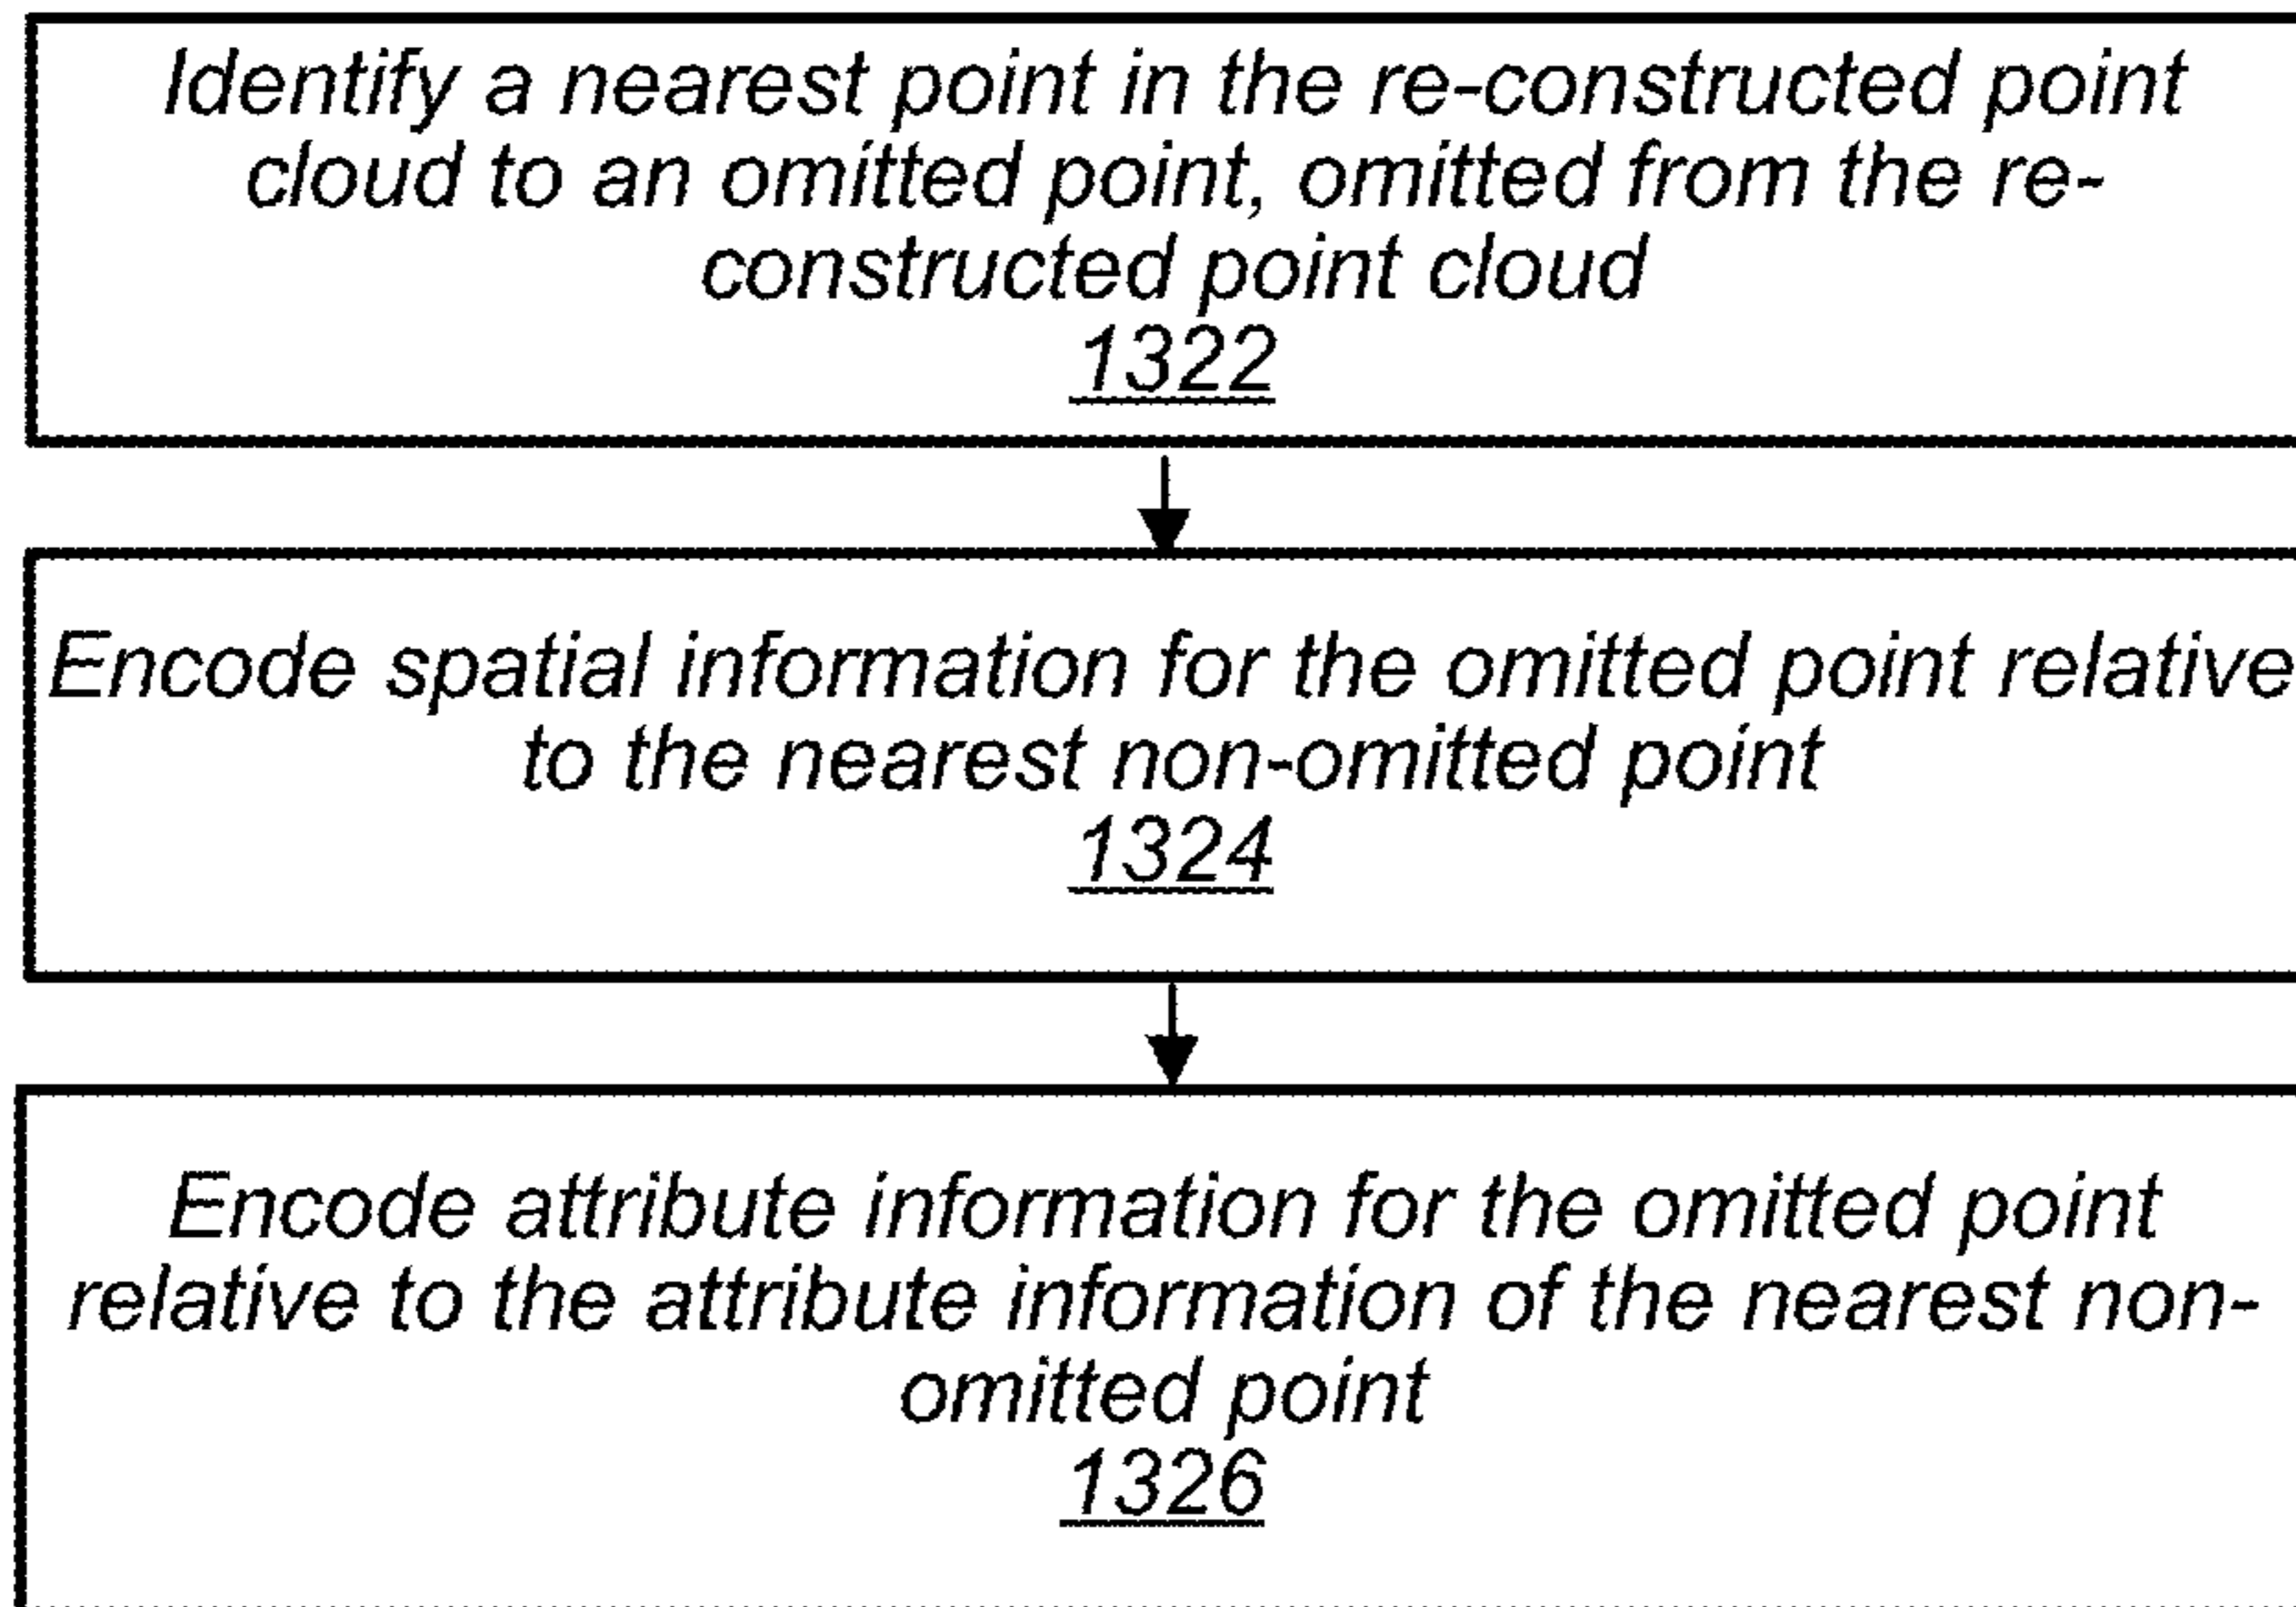 Identify a nearest point in the re-constructed point
cloud to an omitted point, omitted from the re-
constructed point cloud
1322
Encode spatial information for the omitted point relative
to the nearest non-omitted point
1324
Encode attribute information for the omitted point
relative to the attribute information of the nearest non-
omitted point
1326